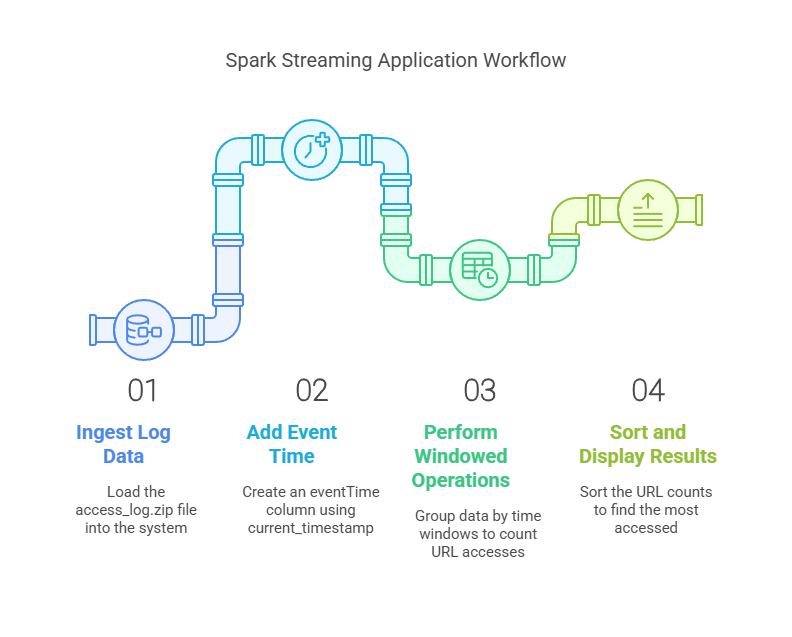 Spark Streaming Application Workflow
01
Ingest Log
Data
Load the
access_log.zip file
into the system
02
Add Event
Time
Create an eventTime
column using
current_timestamp
03
Perform
Windowed
Operations
Group data by time
windows to count
URL accesses
04
Sort and
Display Results
Sort the URL counts
to find the most
accessed